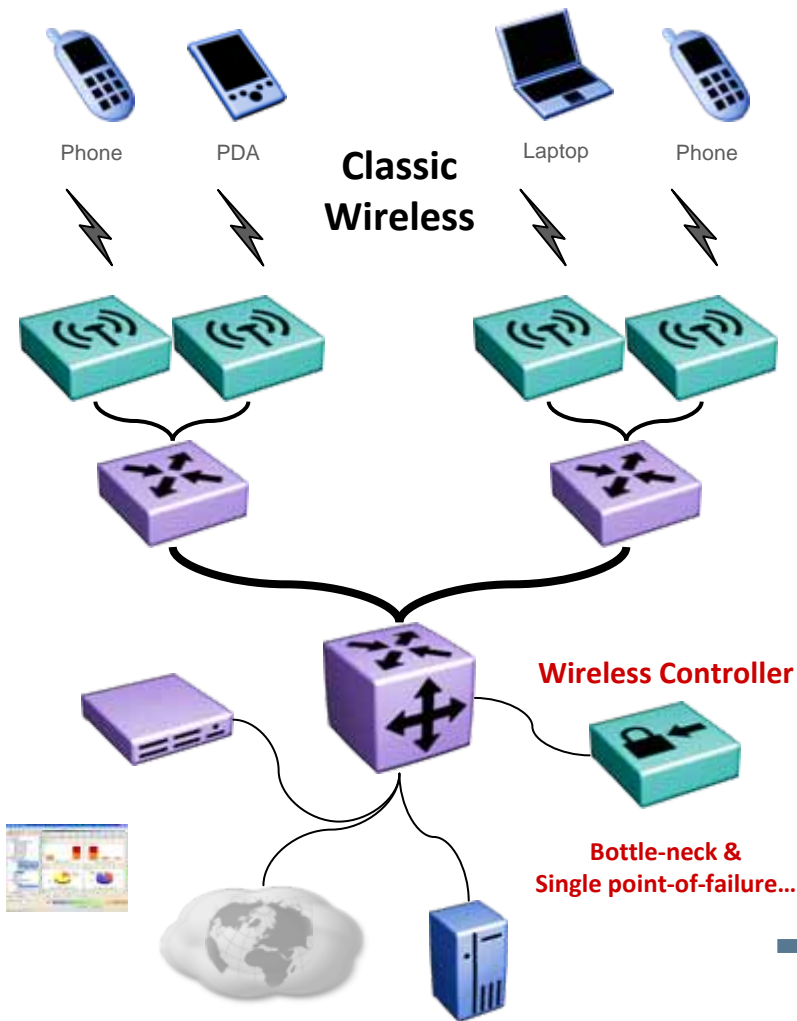 Phone
PDA
Laptop
Phone
Classic
Wireless
Wireless Controller
Bottle-neck &
Single point-of-failure…